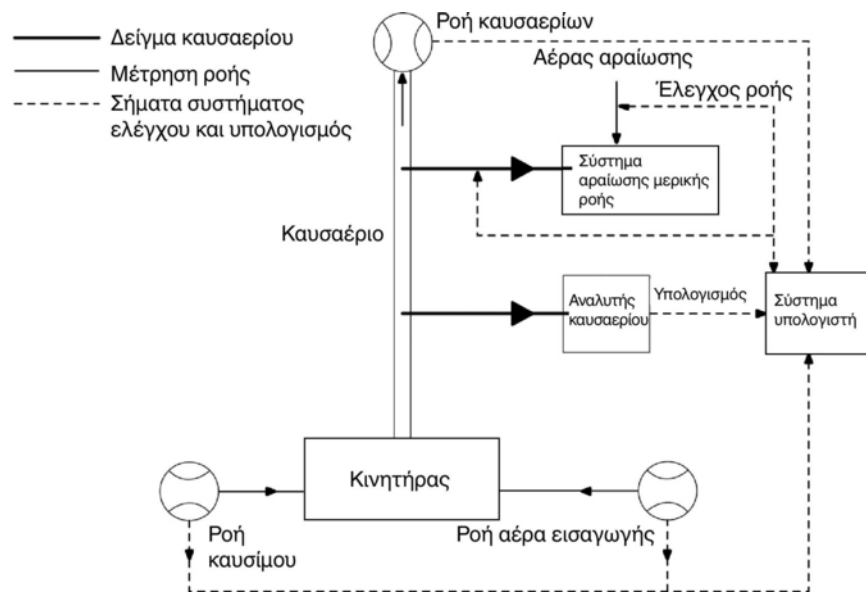 Δείγμα καυσαερίου
Μέτρηση ροής
Σήματα συστήματος
ελέγχου και υπολογισμός
Ροή καυσαερίων
Αέρας αραίωσης
Έλεγχος ροής
Σύστημα
αραίωσης μερικής
ροής
Καυσαέριο
Αναλυτής
καυσαερίου
Υπολογισμός
Σύστημα
υπολογιστή
Κινητήρας
Ροή
καυσίμου
Ροή αέρα εισαγωγής